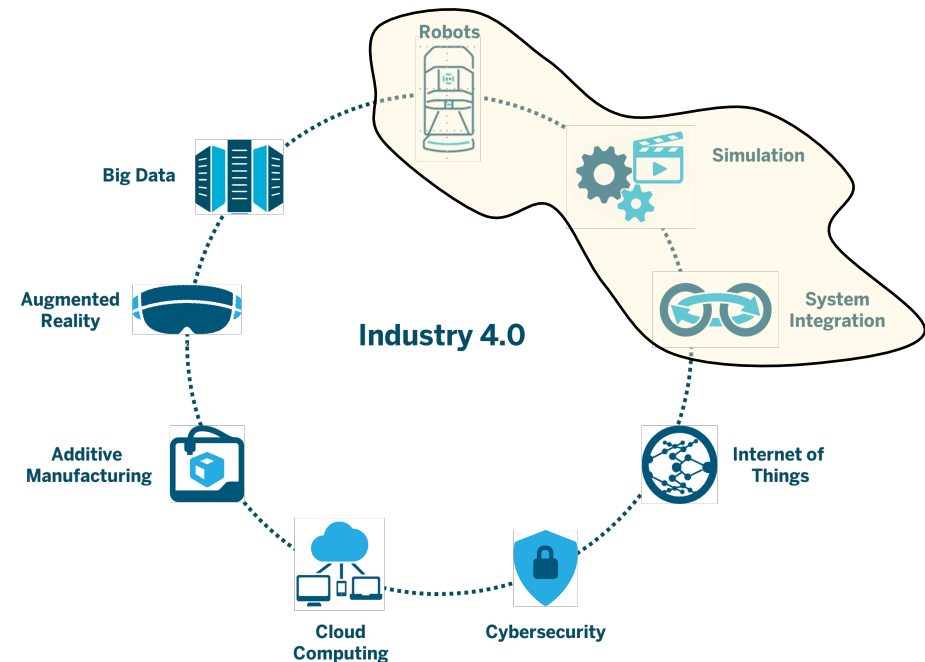 Robots
Simulation
System
Integration
Internet of
Things
Cybersecurity
Cloud
Computing
Additive
Manufacturing
Augmented
Reality
Big Data
Industry 4.0